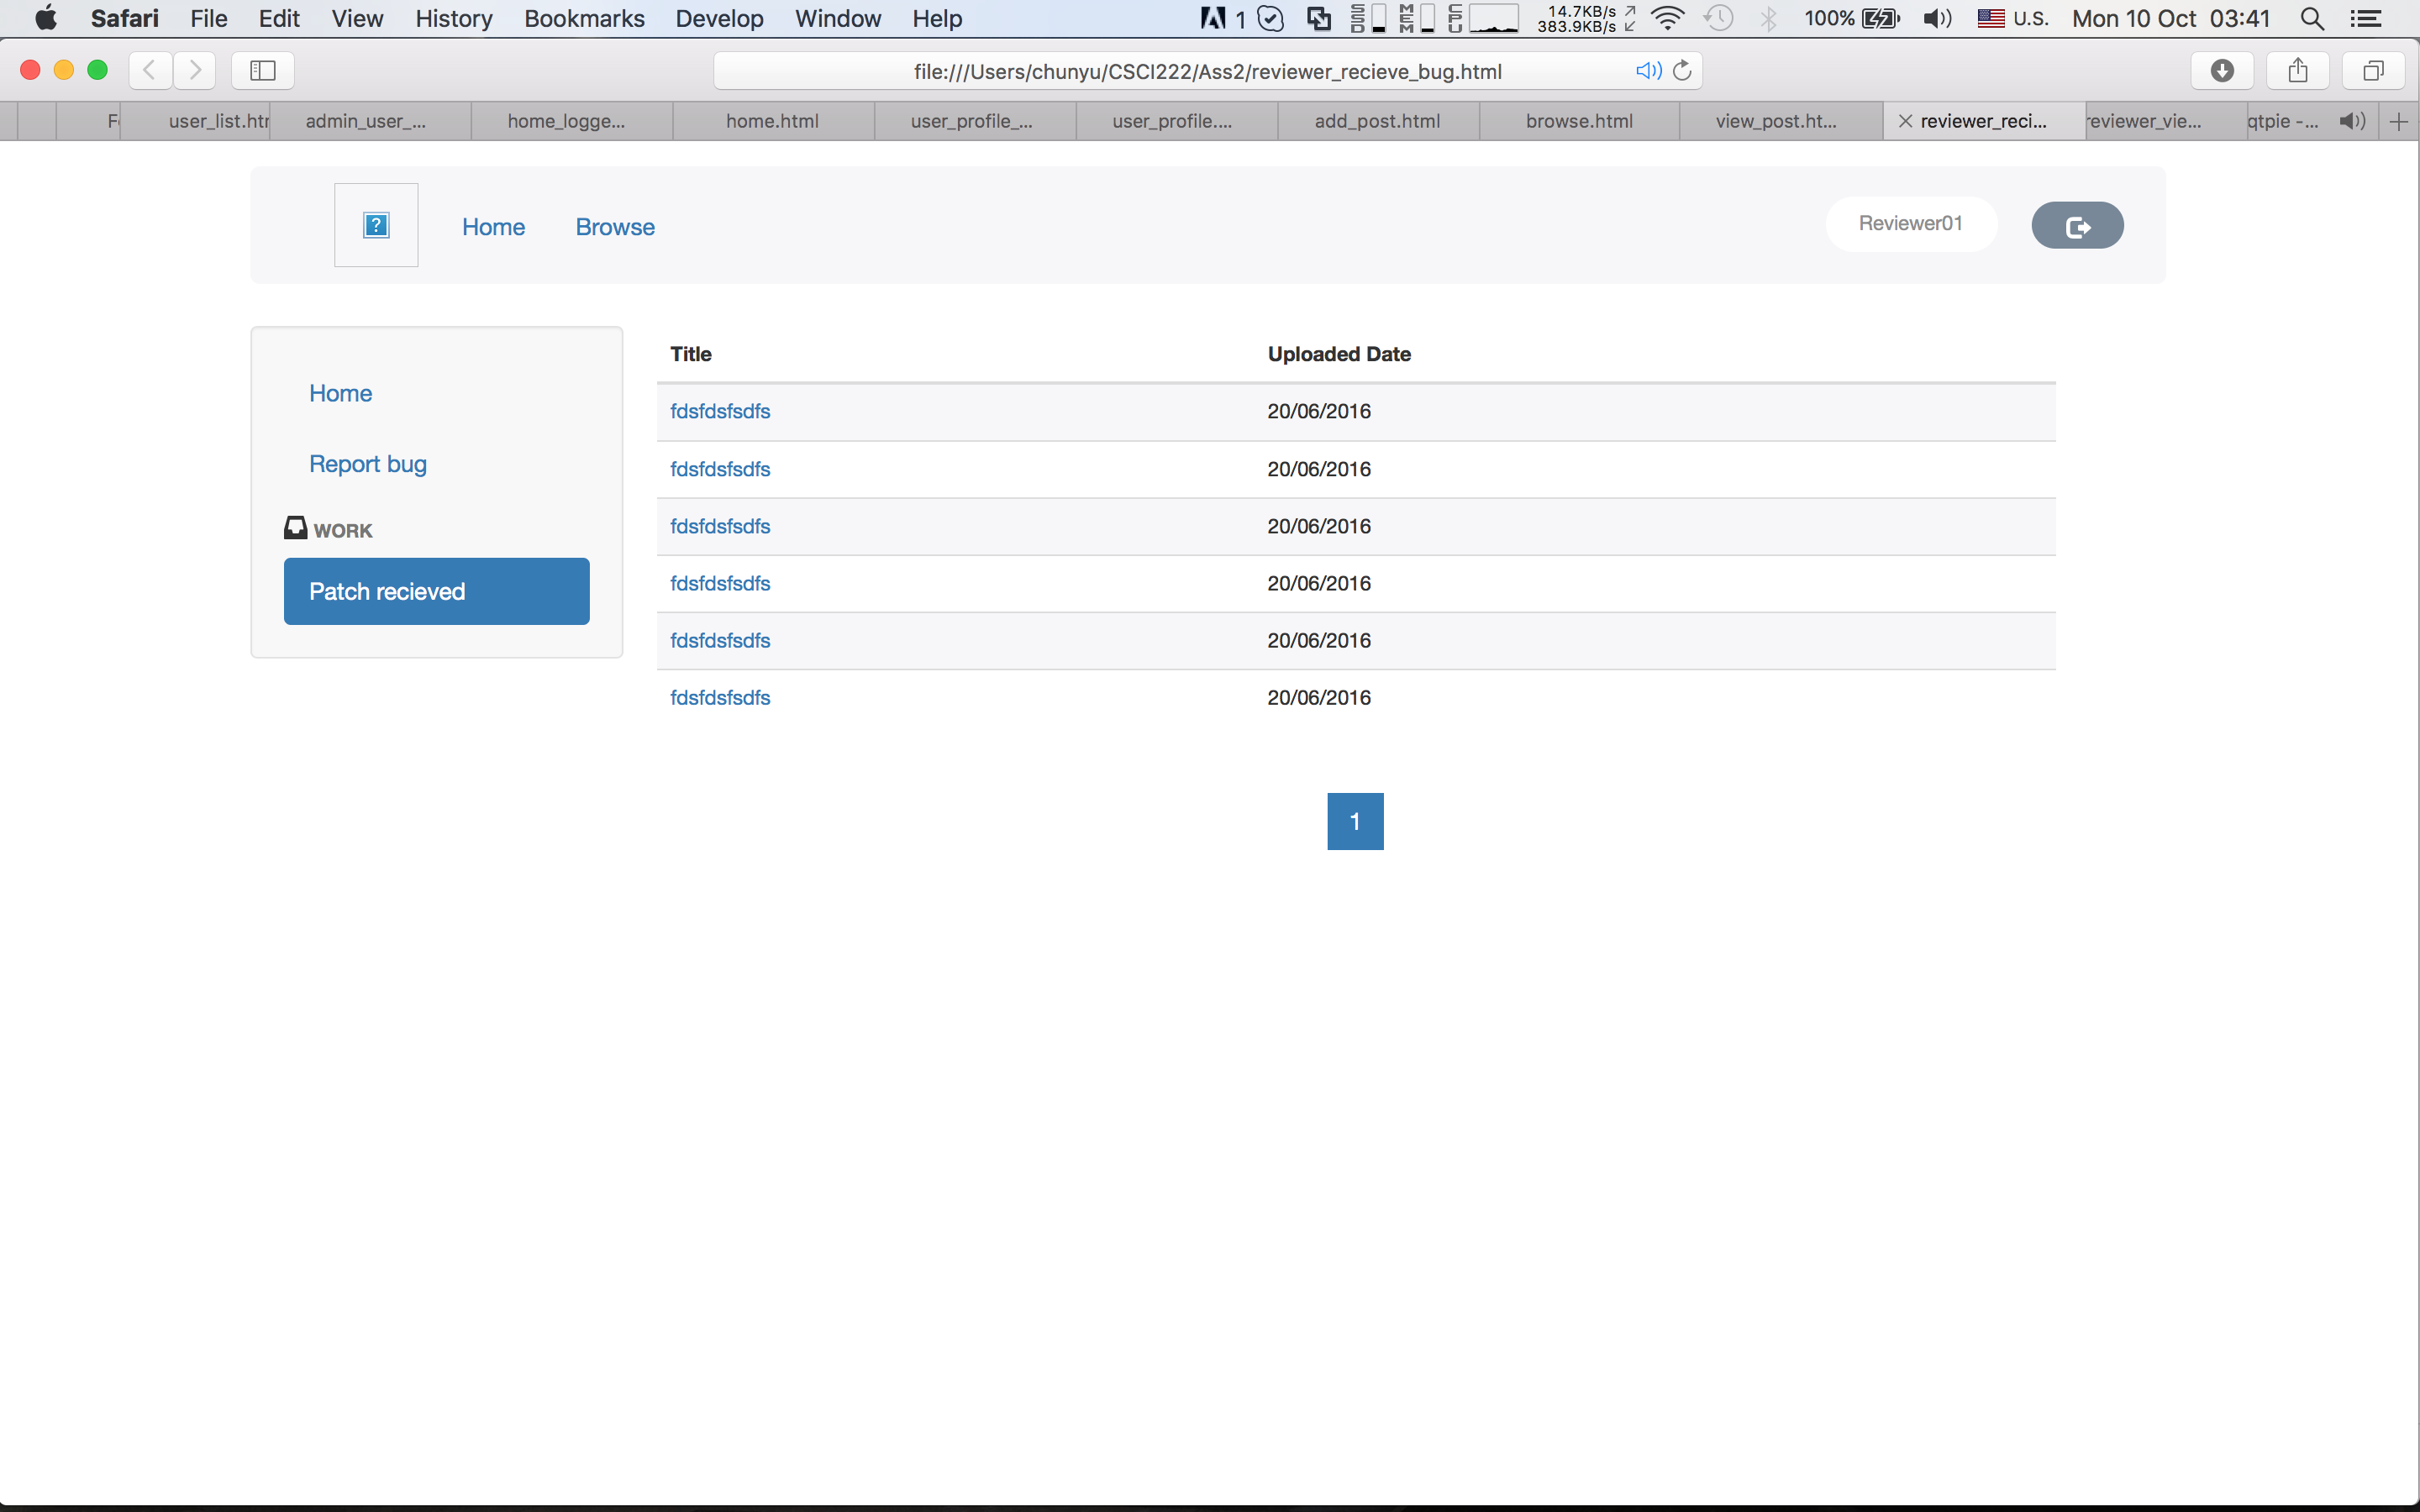 Safari File Edit View History Bookmarks Develop Window Help 1 SSD MEM CPU 14.7KB/s 383.9KB/s 100% U.S. Mon 10 Oct 03:41
file:///Users/chunyu/CSCI222/Ass2/reviewer_recieve_bug.html
user_list.htm admin_user_... home_logge... home.html user_profile_... user_profile.... add_post.html browse.html view_post.ht... reviewer_reci... reviewer_vie... qtpie -...
? Home Browse Reviewer01
Home
Report bug
WORK
Patch recieved
Title Uploaded Date
fdsfdsfsdfs 20/06/2016
fdsfdsfsdfs 20/06/2016
fdsfdsfsdfs 20/06/2016
fdsfdsfsdfs 20/06/2016
fdsfdsfsdfs 20/06/2016
fdsfdsfsdfs 20/06/2016
1